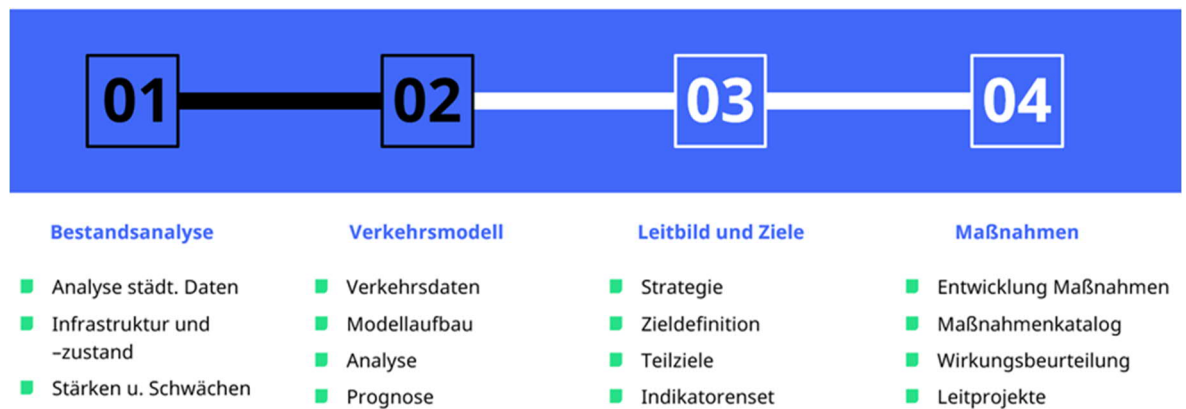 01
02
03
04
Bestandsanalyse
Analyse städt. Daten
Infrastruktur und
–zustand
Stärken u. Schwächen
Verkehrsmodell
Verkehrsdaten
Modellaufbau
Analyse
Prognose
Leitbild und Ziele
Strategie
Zieldefinition
Teilziele
Indikatorenset
Maßnahmen
Entwicklung Maßnahmen
Maßnahmenkatalog
Wirkungsbeurteilung
Leitprojekte